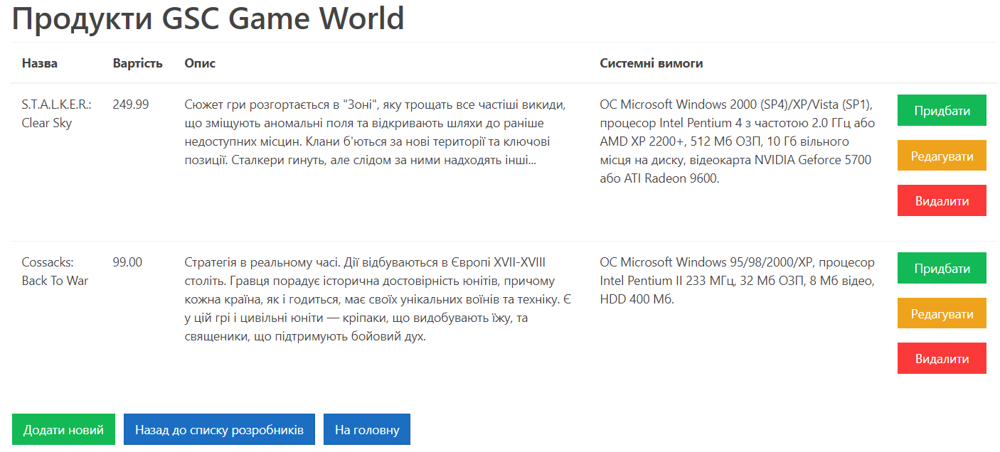 Продукти GSC Game World
Назва Вартість Опис Системні вимоги
S.T.A.L.K.E.R.:
Clear Sky
249.99
Сюжет гри розгортається в "Зоні", яку трощать все частіші викиди,
що зміщують аномальні поля та відкривають шляхи до раніше
недоступних місцин. Клани б'ються за нові території та ключові
позиції. Сталкери гинуть, але слідом за ними надходять інші...
ОС Microsoft Windows 2000 (SP4)/XP/Vista (SP1),
процесор Intel Pentium 4 з частотою 2.0 ГГц або
AMD XP 2200+, 512 Мб ОЗП, 10 Гб вільного
місця на диску, відеокарта NVIDIA Geforce 5700
або ATI Radeon 9600.
Придбати
Редагувати
Видалити
Cossacks:
Back To War
99.00
Стратегія в реальному часі. Дії відбуваються в Європі XVII-XVIII
століть. Гравця порадує історична достовірність юнітів, причому
кожна країна, як і годиться, має своїх унікальних воїнів та техніку. Є
у цій грі і цивільні юніти — кріпаки, що видобувають їжу, та
священики, що підтримують бойовий дух.
ОС Microsoft Windows 95/98/2000/XP, процесор
Intel Pentium II 233 МГц, 32 Мб ОЗП, 8 Мб відео,
HDD 400 Мб.
Придбати
Редагувати
Видалити
Додати новий Назад до списку розробників На головну